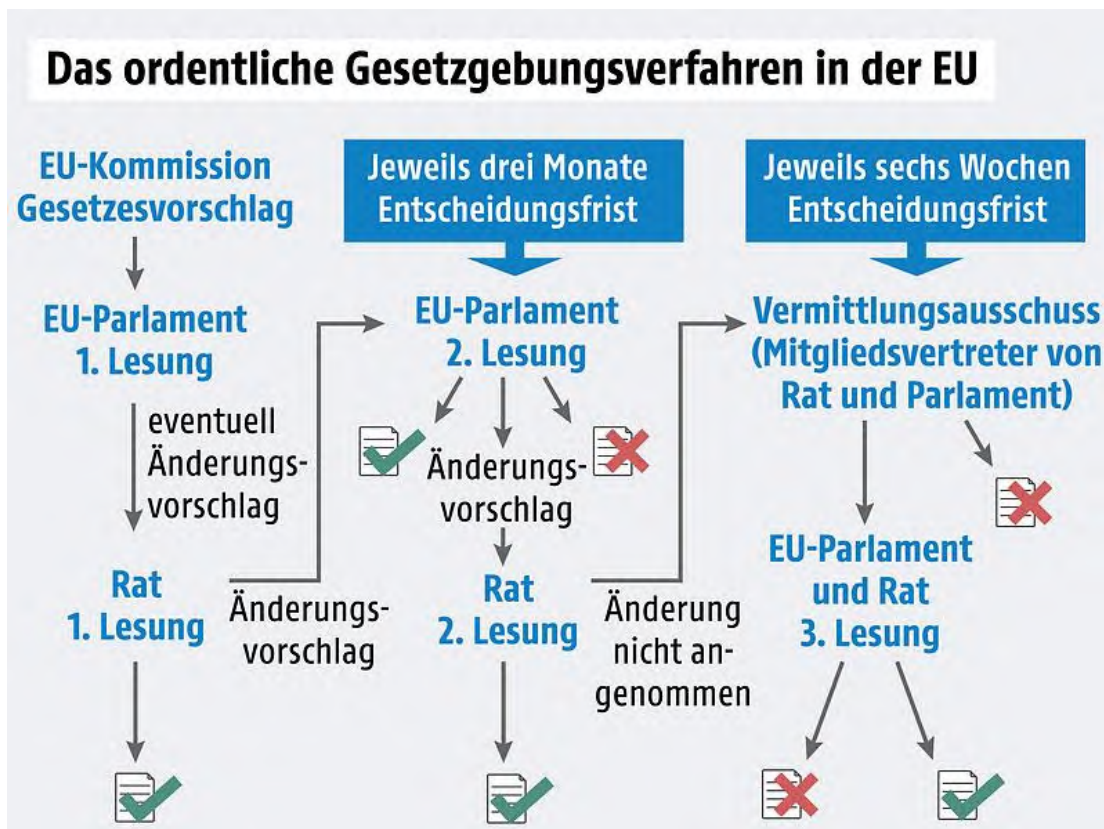 Das ordentliche Gesetzgebungsverfahren in der EU
EU-Kommission
Gesetzesvorschlag
EU-Parlament
1. Lesung
eventuell
Änderungs-
vorschlag
Rat
1. Lesung
Änderungs-
vorschlag
Jeweils drei Monate
Entscheidungsfrist
EU-Parlament
2. Lesung
Änderungs-
vorschlag
Rat
2. Lesung
Änderung
nicht an-
genommen
Jeweils sechs Wochen
Entscheidungsfrist
Vermittlungsausschuss
(Mitgliedsvertreter von
Rat und Parlament)
EU-Parlament
und Rat
3. Lesung